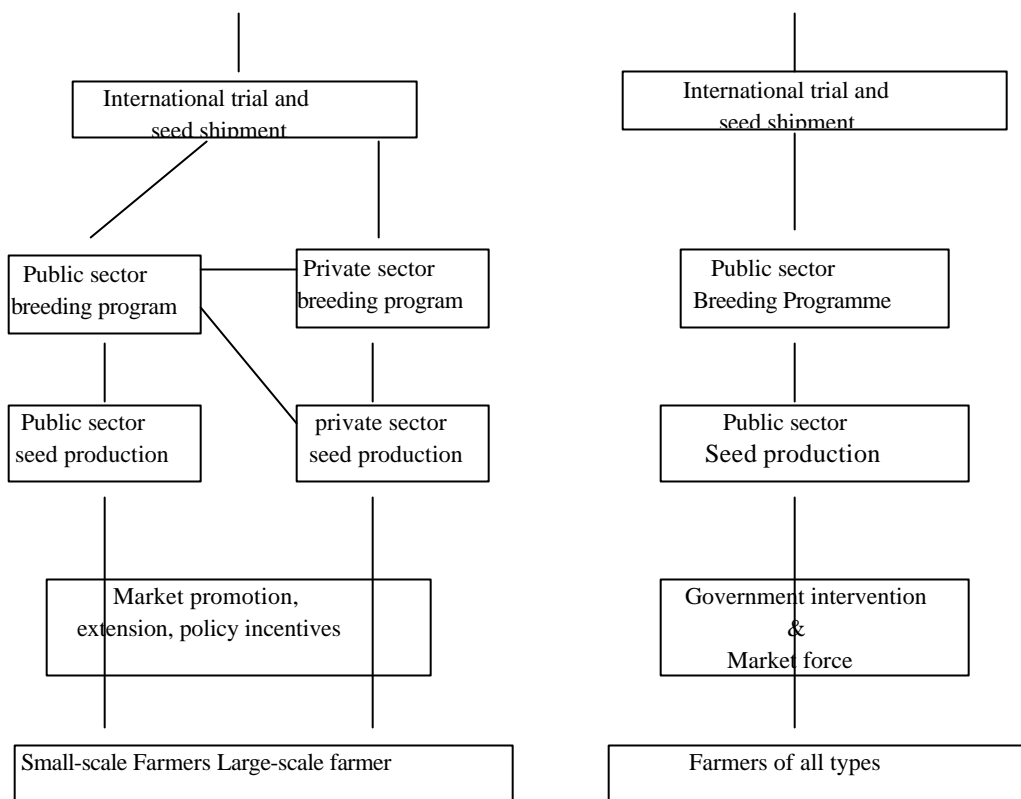 International trial and
seed shipment
Public sector
breeding program
Private sector
breeding program
Public sector
seed production
private sector
seed production
Market promotion,
extension, policy incentives
Small-scale Farmers Large-scale farmer
International trial and
seed shipment
Public sector
Breeding Programme
Public sector
Seed production
Government intervention
&
Market force
Farmers of all types